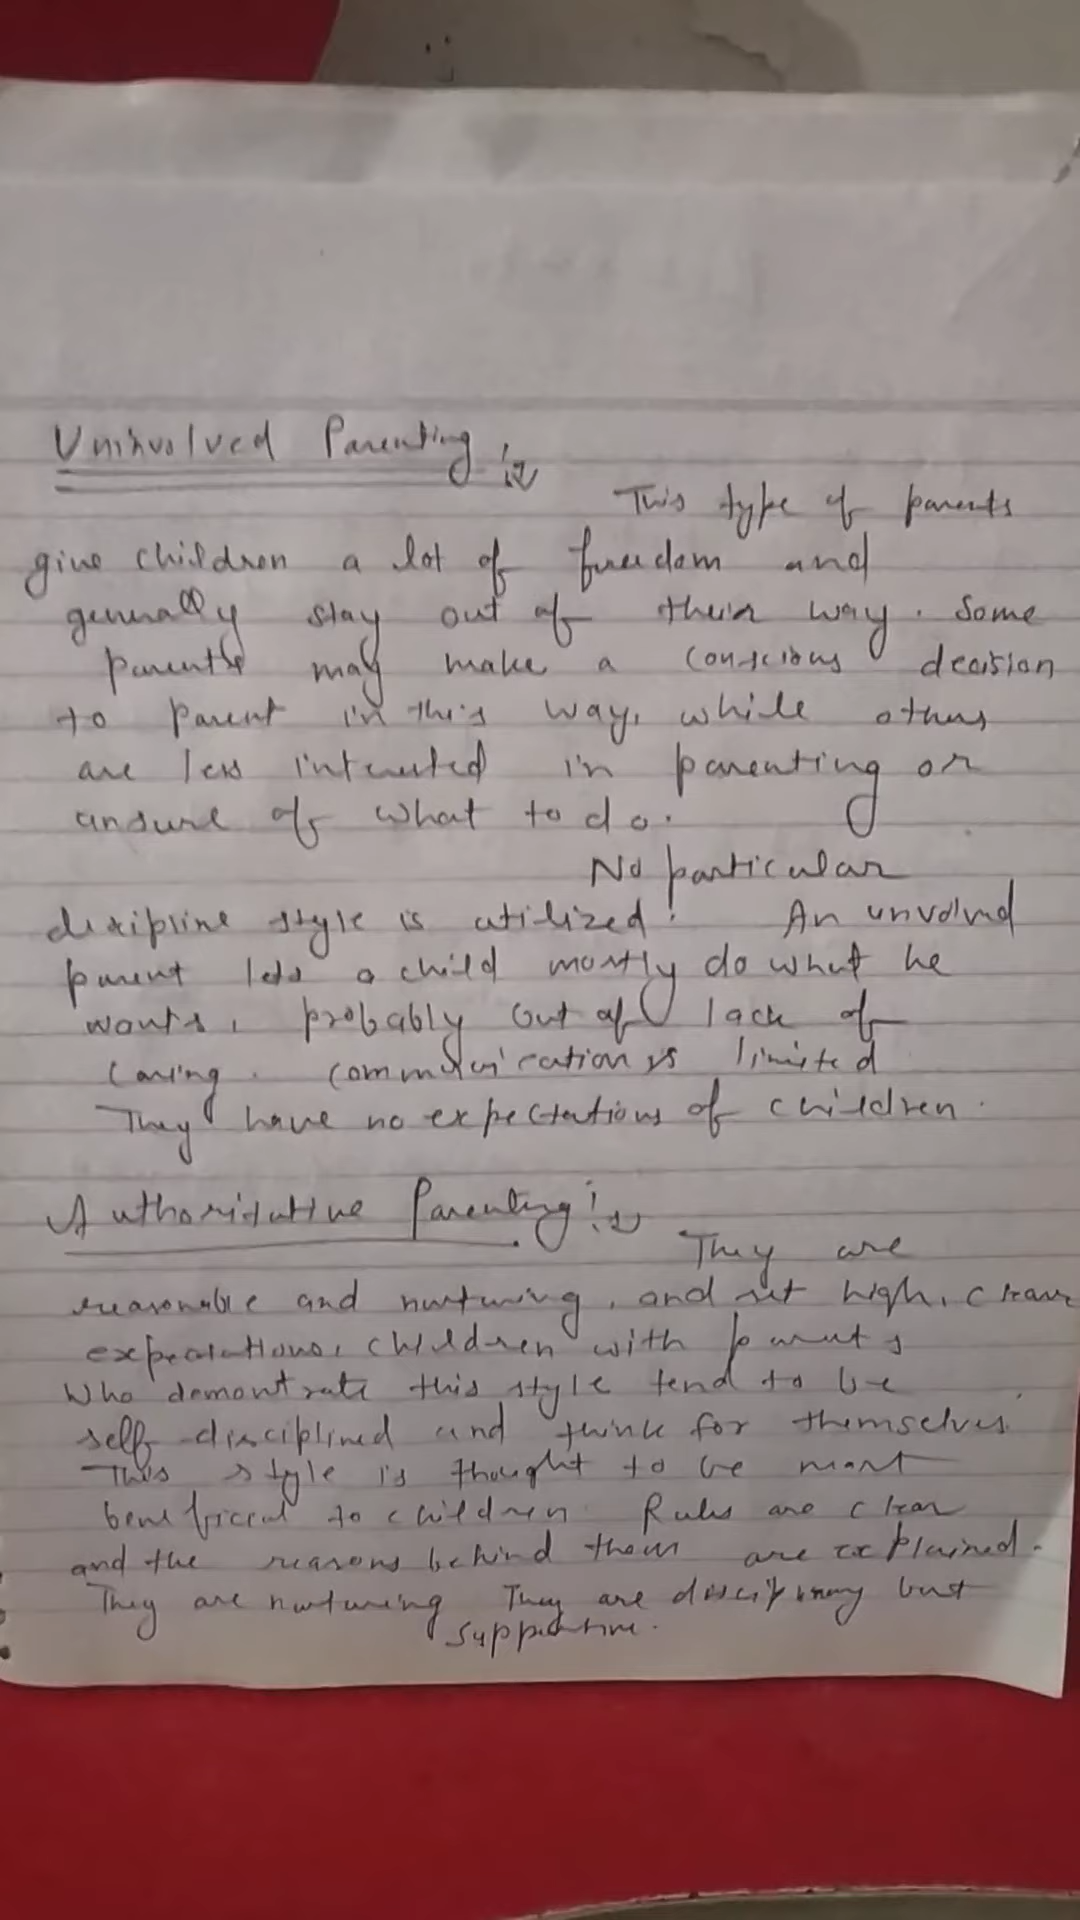 Uninvolved Parenting :-
This type of parents
give children a lot of freedom and
generally stay out of their way. Some
parents may make a conscious decision
to parent in this way, while others
are less interested in parenting or
unsure of what to do.
No particular
discipline style is utilized. An unvolved
parent lets a child mostly do what he
wants, probably out of lack of
caring. communication is limited
They have no expectations of children.
Authoritative Parenting :-
They are
reasonable and nurturing, and set high, clear
expectations, children with parents
who demontrate this style tend to be
self-disciplined and think for themselves.
This style is thought to be most
beneficial to children. Rules are clear
and the reasons behind them are explained.
They are nurturing They are but
supportive.